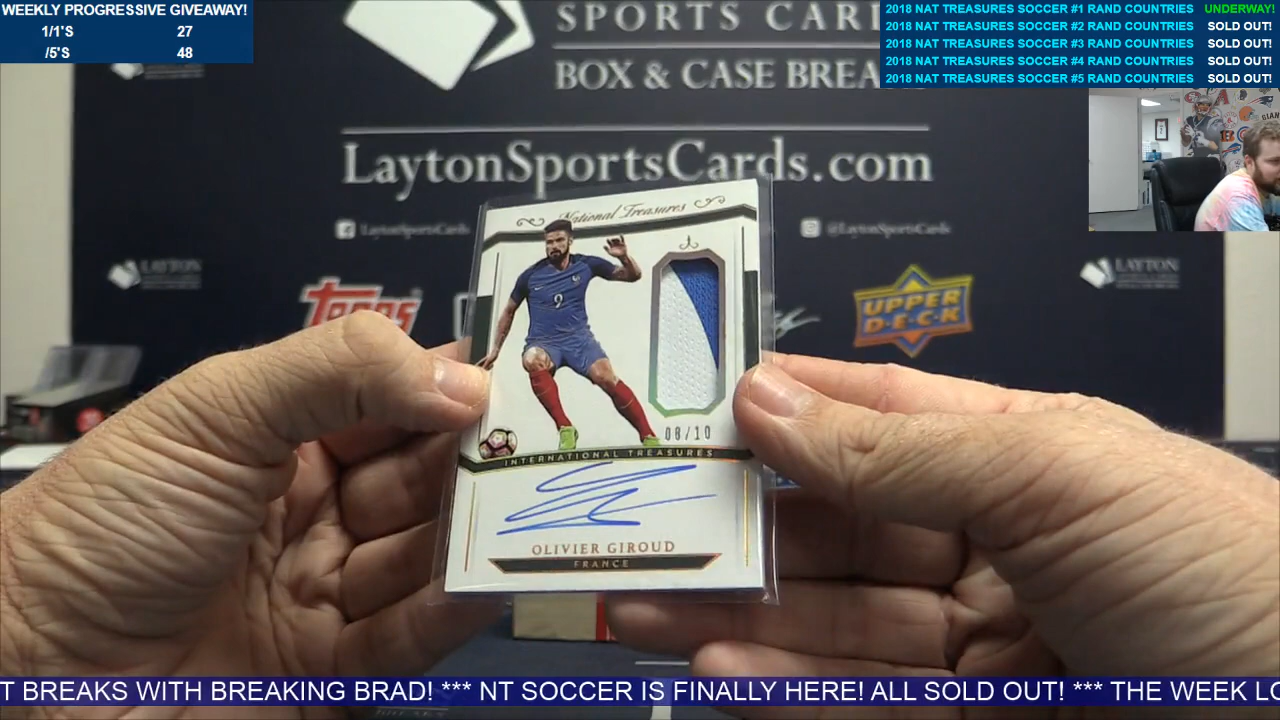 WEEKLY PROGRESSIVE GIVEAWAY!
1/1'S 27
/5'S 48
2018 NAT TREASURES SOCCER #1 RAND COUNTRIES UNDERWAY!
2018 NAT TREASURES SOCCER #2 RAND COUNTRIES SOLD OUT!
2018 NAT TREASURES SOCCER #3 RAND COUNTRIES SOLD OUT!
2018 NAT TREASURES SOCCER #4 RAND COUNTRIES SOLD OUT!
2018 NAT TREASURES SOCCER #5 RAND COUNTRIES SOLD OUT!
SPORTS CAR
BOX & CASE BREA
LaytonSportsCards.com
LaytonSportsCards
@LaytonSportsCards
LAYTON
LAYTON
TOPPS
UPPER
DECK
National Treasures
9
08/10
INTERNATIONAL TREASURES
OLIVIER GIROUD
FRANCE
T BREAKS WITH BREAKING BRAD! *** NT SOCCER IS FINALLY HERE! ALL SOLD OUT! *** THE WEEK LO